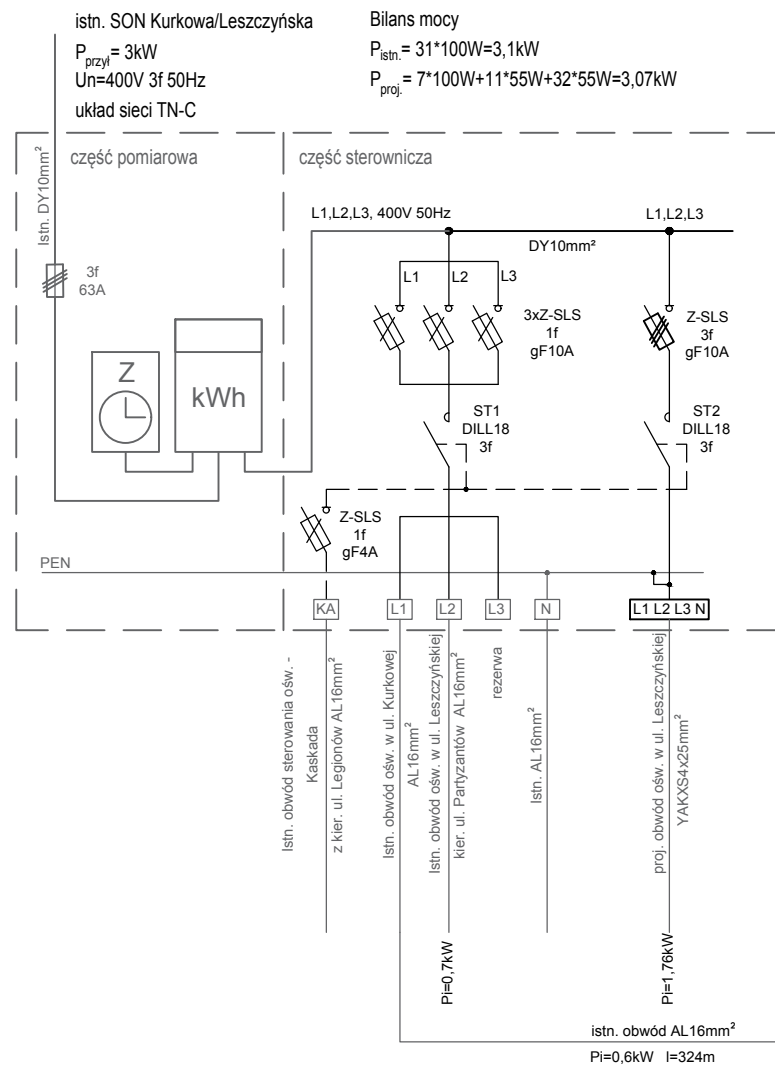 istn. SON Kurkowa/Leszczyńska
P_przył = 3kW
Un=400V 3f 50Hz
układ sieci TN-C
Bilans mocy
P_istn. = 31*100W=3,1kW
P_proj. = 7*100W+11*55W+32*55W=3,07kW
część pomiarowa
część sterownicza
Istn. DY10mm²
L1,L2,L3, 400V 50Hz
L1,L2,L3
DY10mm²
3f
63A
L1
L2
L3
3xZ-SLS
1f
gF10A
Z-SLS
3f
gF10A
Z
kWh
ST1
DILL18
3f
ST2
DILL18
3f
Z-SLS
1f
gF4A
PEN
KA
L1
L2
L3
N
L1 L2 L3 N
Istn. obwód sterowania ośw. -
Kaskada
z kier. ul. Legionów AL16mm²
Istn. obwód ośw. w ul. Kurkowej
AL16mm²
Istn. obwód ośw. w ul. Leszczyńskiej
kier. ul. Partyzantów AL16mm²
rezerwa
Istn. AL16mm²
proj. obwód ośw. w ul. Leszczyńskiej
YAKXS4x25mm²
Pi=0,7kW
Pi=1,76kW
istn. obwód AL16mm²
Pi=0,6kW l=324m